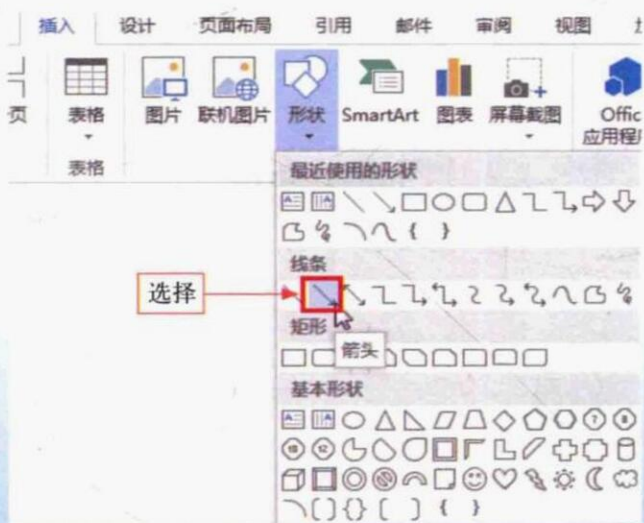 插入 设计 页面布局 引用 邮件 审阅 视图
页 表格 图片 联机图片 形状 SmartArt 图表 屏幕截图 Offic
应用程
表格
最近使用的形状
线条
选择
矩形
箭头
基本形状